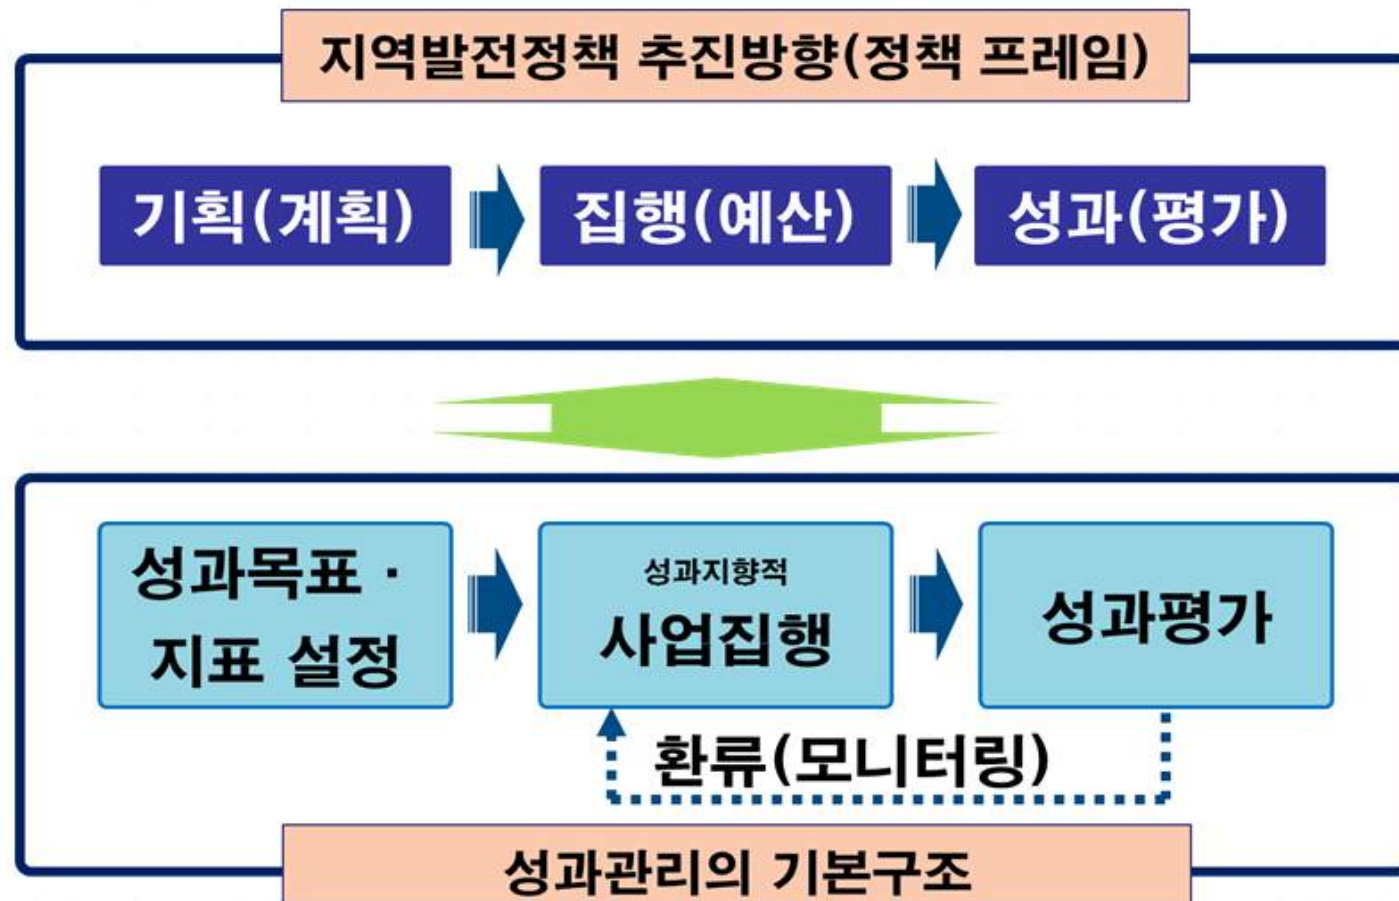 지역발전정책 추진방향(정책 프레임)
기획(계획)
집행(예산)
성과(평가)
성과목표 ·
지표 설정
성과지향적
사업집행
성과평가
환류(모니터링)
성과관리의 기본구조